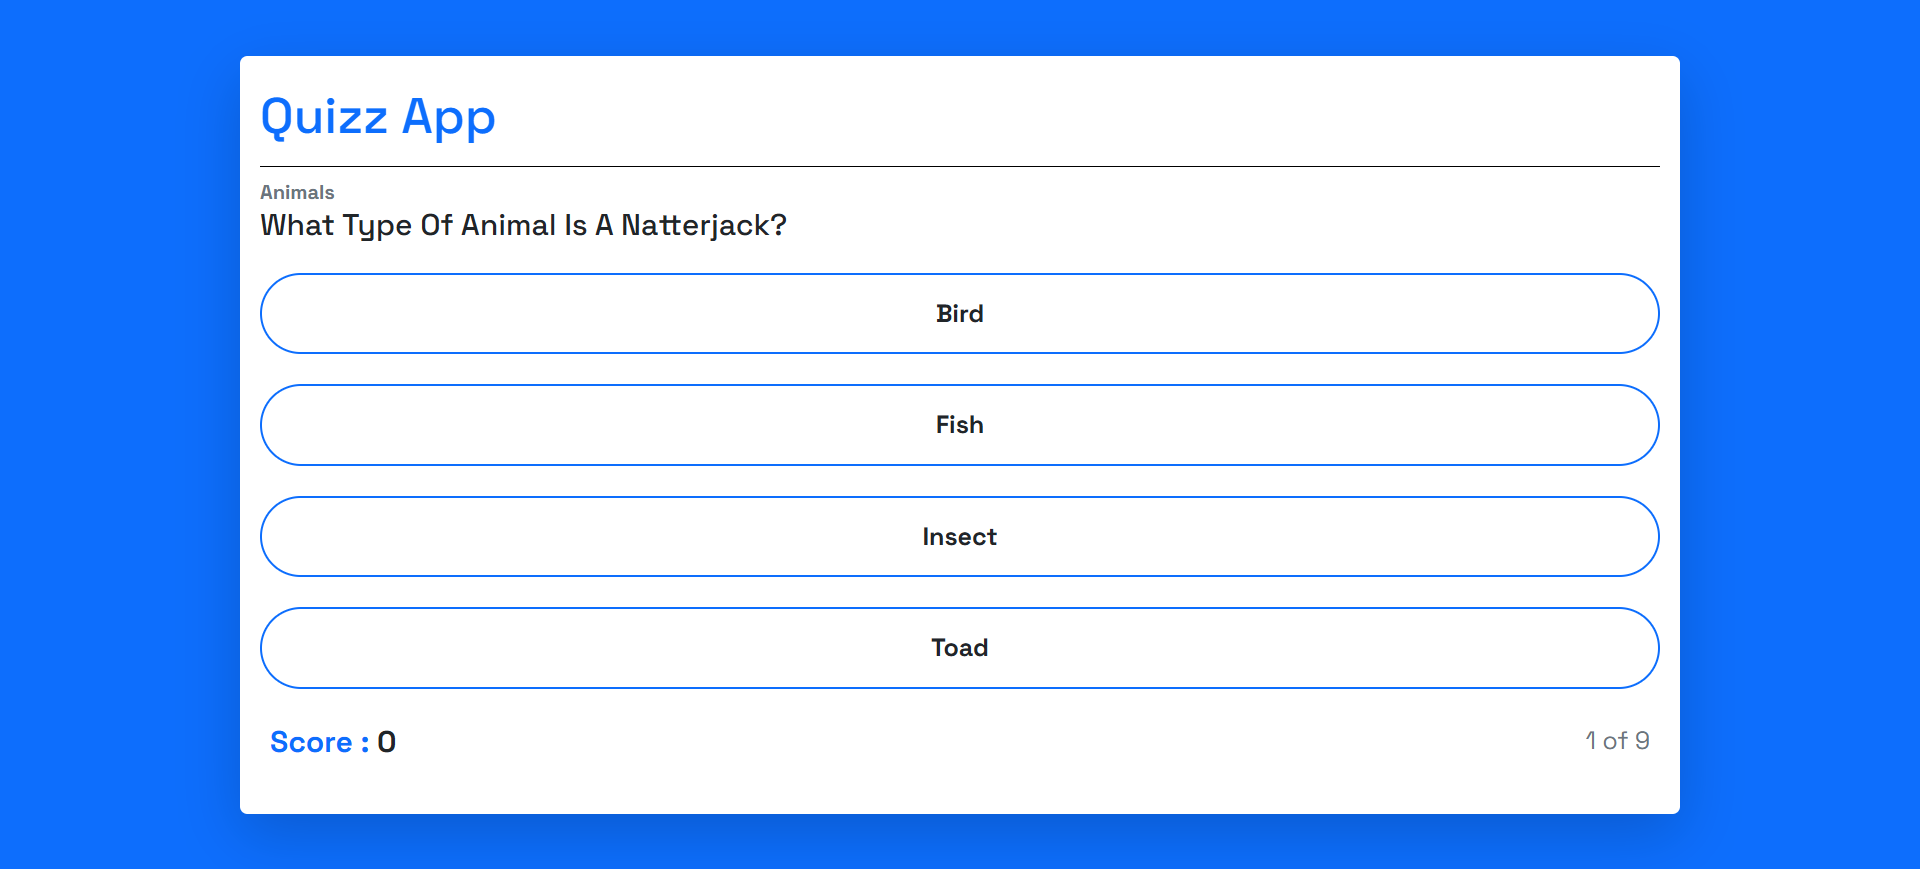 Quizz App
Animals
What Type Of Animal Is A Natterjack?
Bird
Fish
Insect
Toad
Score : 0
1 of 9